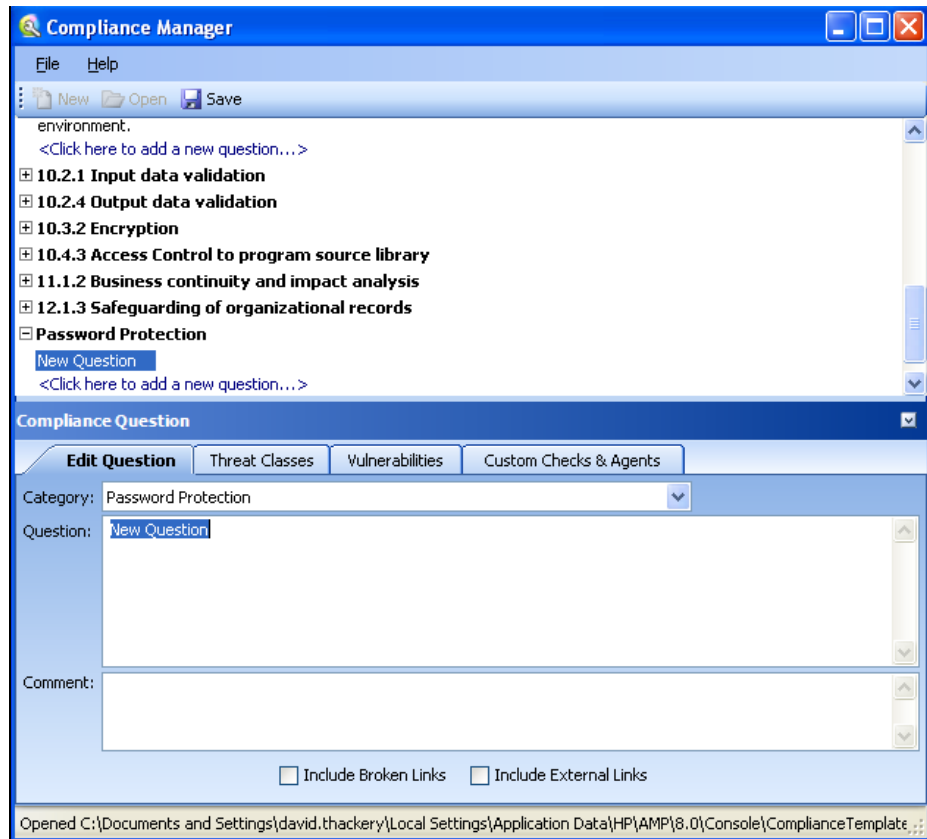 Compliance Manager
File Help
New Open Save
environment.
<Click here to add a new question...>
10.2.1 Input data validation
10.2.4 Output data validation
10.3.2 Encryption
10.4.3 Access Control to program source library
11.1.2 Business continuity and impact analysis
12.1.3 Safeguarding of organizational records
Password Protection
New Question
<Click here to add a new question...>
Compliance Question
Edit Question Threat Classes Vulnerabilities Custom Checks & Agents
Category: Password Protection
Question: New Question
Comment:
Include Broken Links Include External Links
Opened C:\Documents and Settings\david.thackery\Local Settings\Application Data\HP\AMP\8.0\Console\ComplianceTemplate